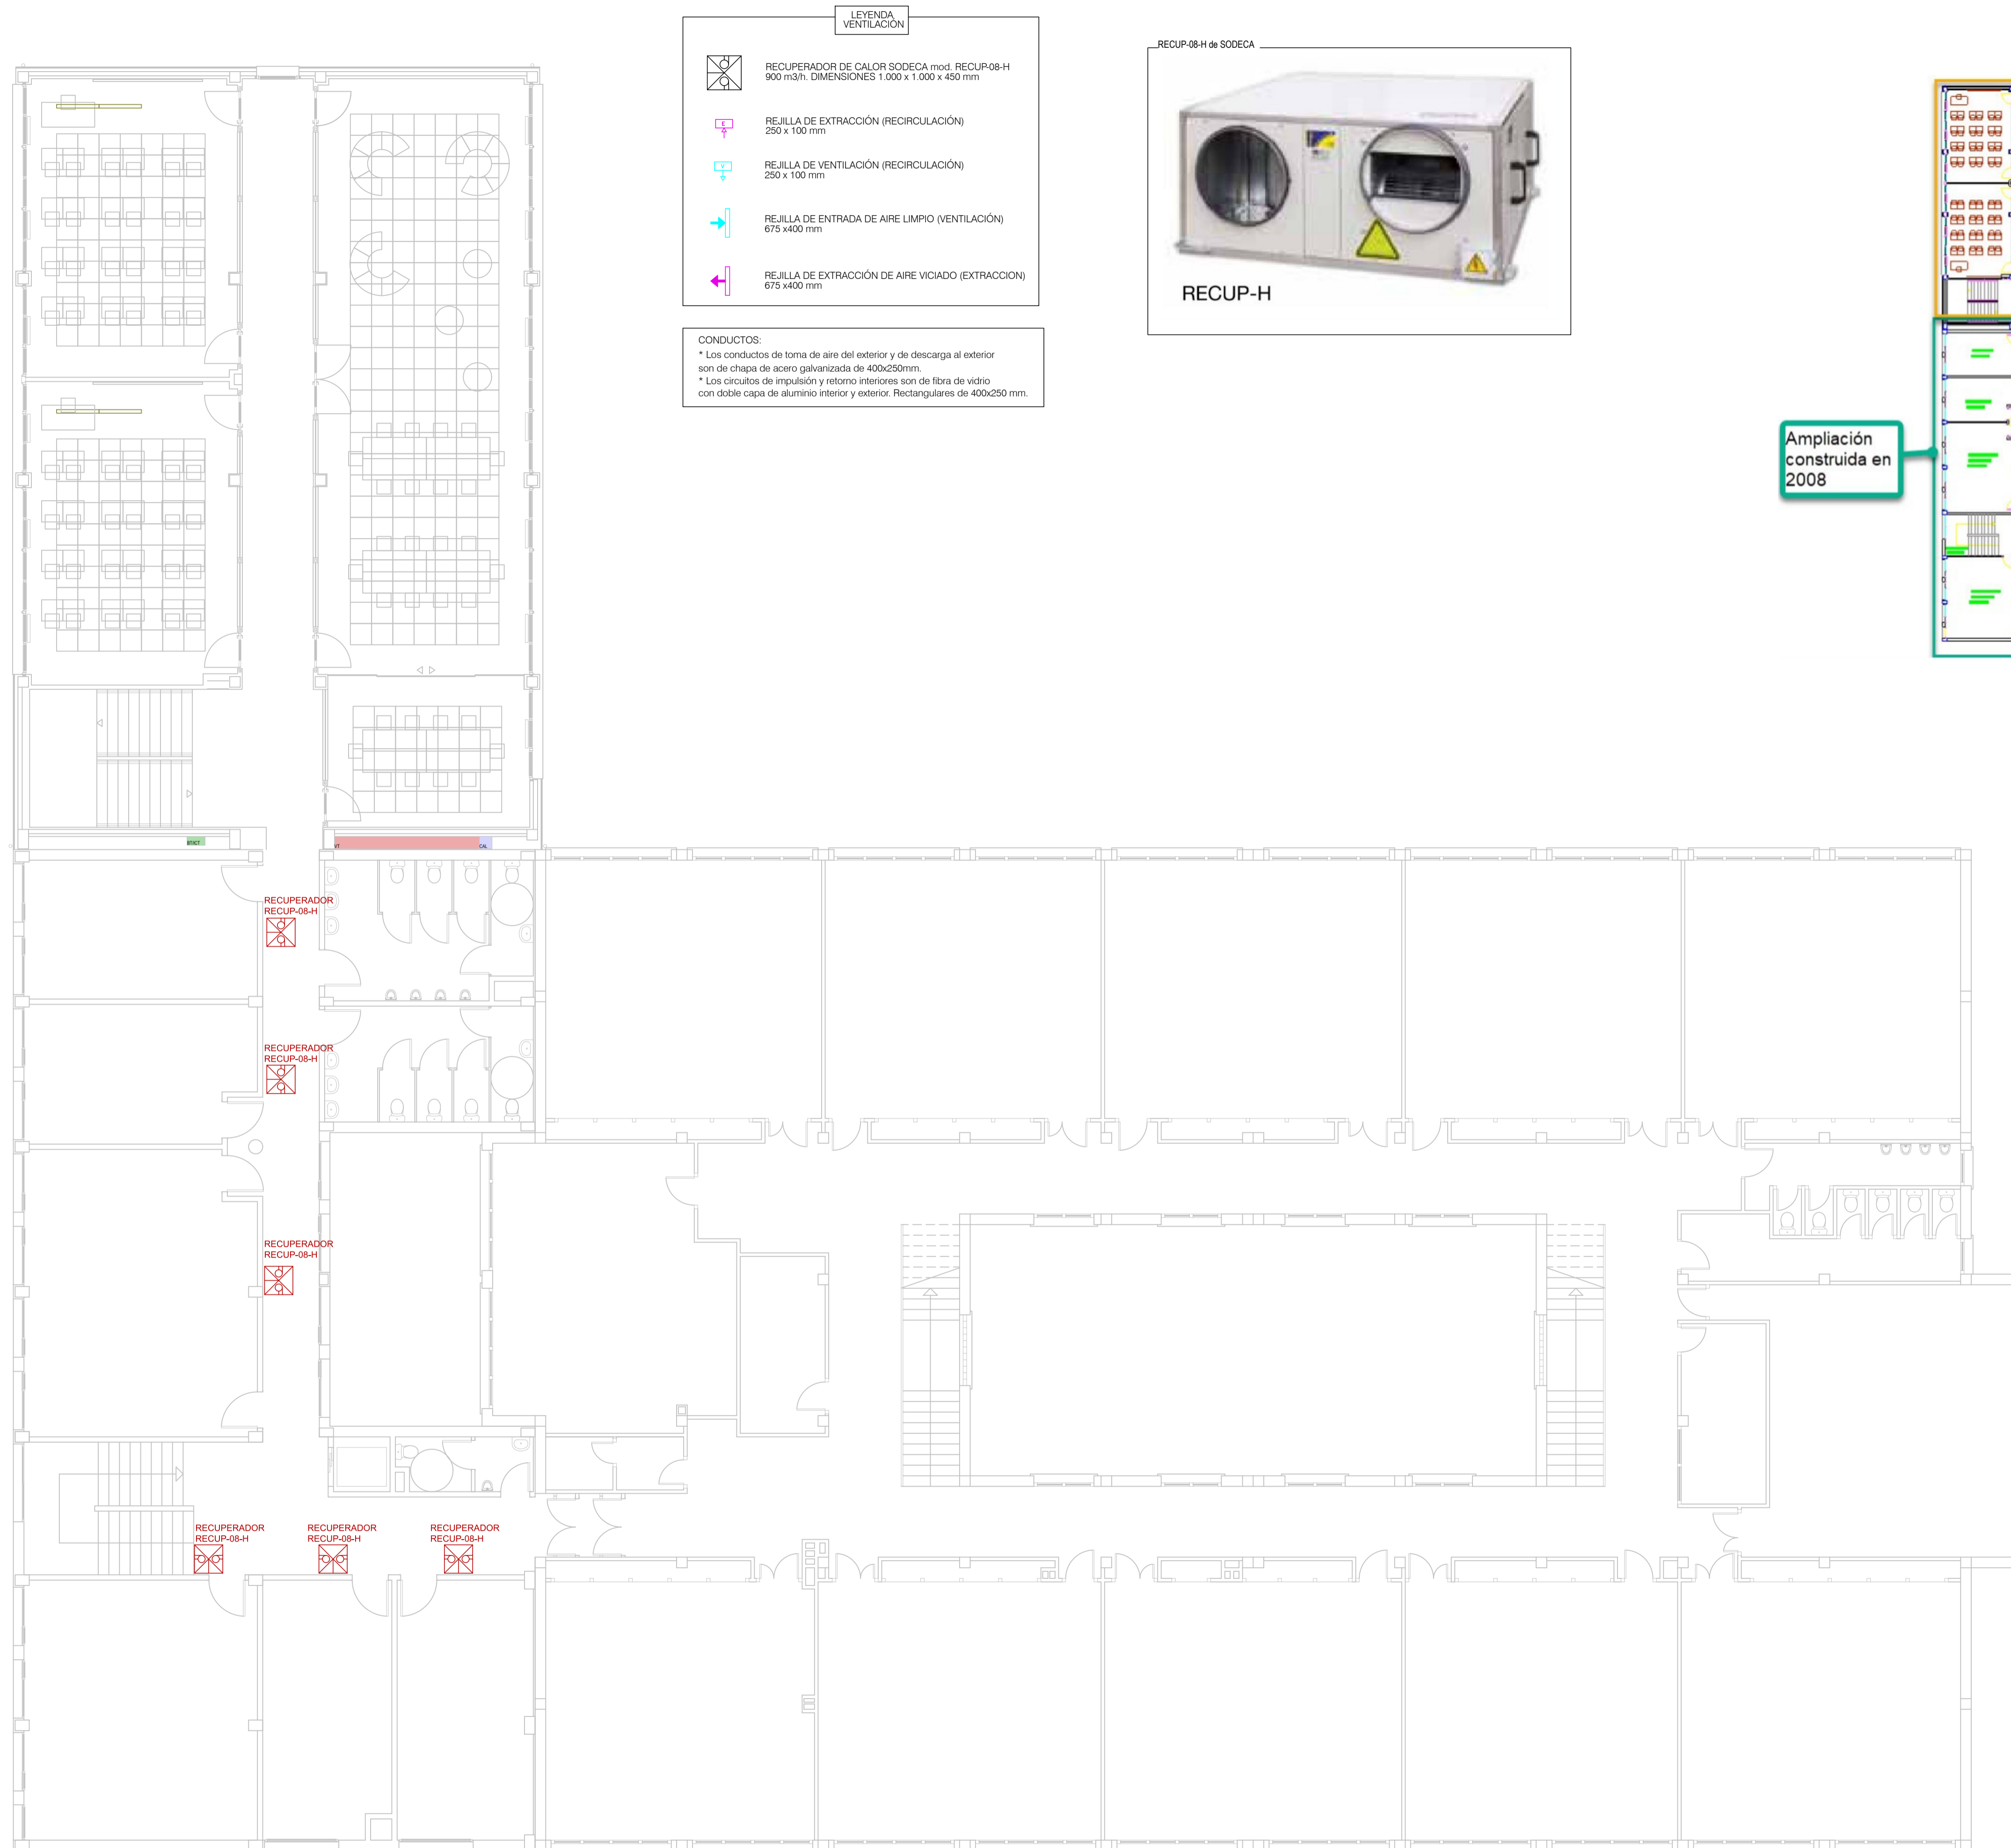 LEYENDA
VENTILACIÓN
RECUPERADOR DE CALOR SODECA mod. RECUP-08-H
900 m3/h. DIMENSIONES 1.000 x 1.000 x 450 mm
E
REJILLA DE EXTRACCIÓN (RECIRCULACIÓN)
250 x 100 mm
V
REJILLA DE VENTILACIÓN (RECIRCULACIÓN)
250 x 100 mm
REJILLA DE ENTRADA DE AIRE LIMPIO (VENTILACIÓN)
675 x400 mm
REJILLA DE EXTRACCIÓN DE AIRE VICIADO (EXTRACCION)
675 x400 mm
CONDUCTOS:
* Los conductos de toma de aire del exterior y de descarga al exterior
son de chapa de acero galvanizada de 400x250mm.
* Los circuitos de impulsión y retorno interiores son de fibra de vidrio
con doble capa de aluminio interior y exterior. Rectangulares de 400x250 mm.
RECUP-08-H de SODECA
RECUP-H
Ampliación
construida en
2008
CAL
RECUPERADOR
RECUP-08-H
RECUPERADOR
RECUP-08-H
RECUPERADOR
RECUP-08-H
RECUPERADOR
RECUP-08-H
RECUPERADOR
RECUP-08-H
RECUPERADOR
RECUP-08-H